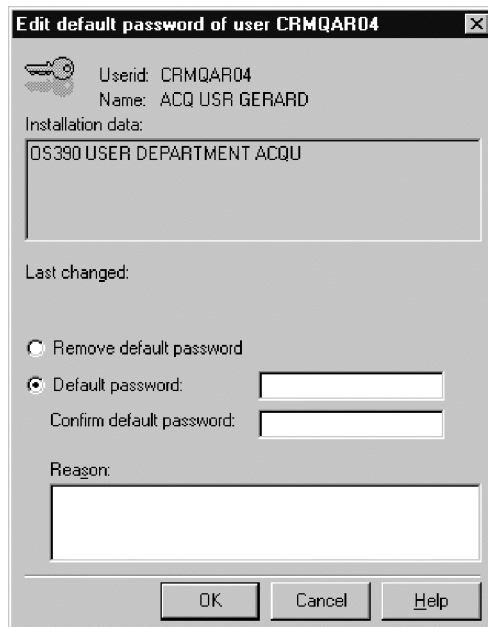 Edit default password of user CRMQAR04
Userid: CRMQAR04
Name: ACQ USR GERARD
Installation data:
OS390 USER DEPARTMENT ACQU
Last changed:
Remove default password
Default password:
Confirm default password:
Reason:
OK Cancel Help